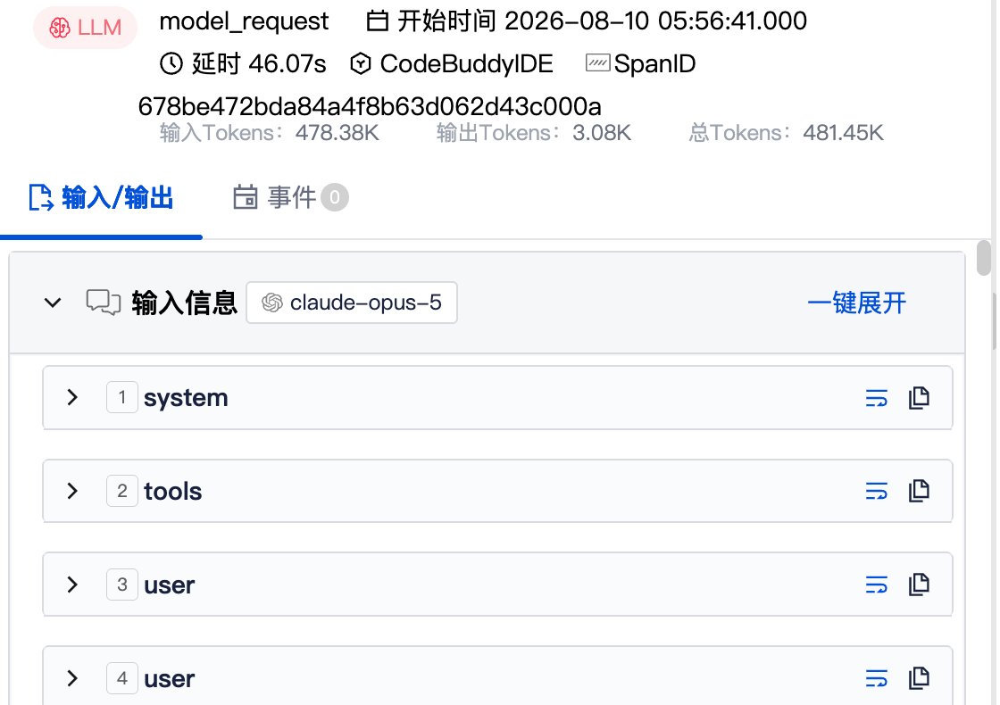 LLM model_request 开始时间 2026-08-10 05:56:41.000
延时 46.07s CodeBuddyIDE SpanID
678be472bda84a4f8b63d062d43c000a
输入Tokens: 478.38K 输出Tokens: 3.08K 总Tokens: 481.45K
输入/输出 事件 0
输入信息 claude-opus-5 一键展开
1 system
2 tools
3 user
4 user